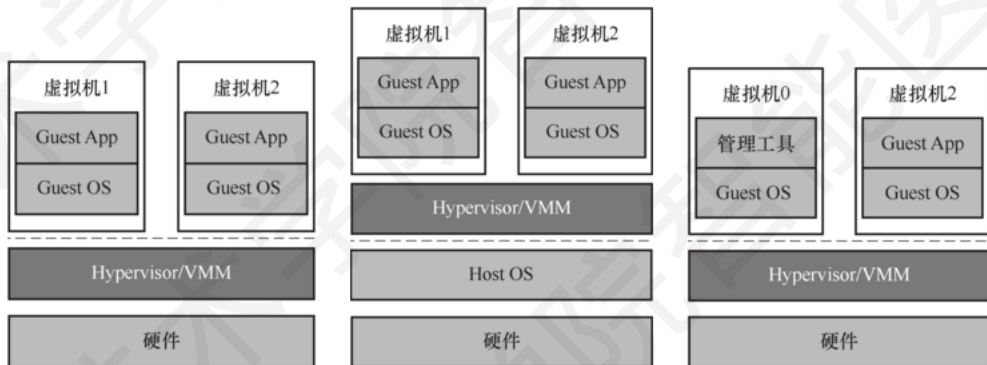 虚拟机1
虚拟机2
Guest App
Guest App
Guest OS
Guest OS
Hypervisor/VMM
硬件
虚拟机1
虚拟机2
Guest App
Guest App
Guest OS
Guest OS
Hypervisor/VMM
Host OS
硬件
虚拟机0
虚拟机2
管理工具
Guest App
Guest OS
Guest OS
Hypervisor/VMM
硬件